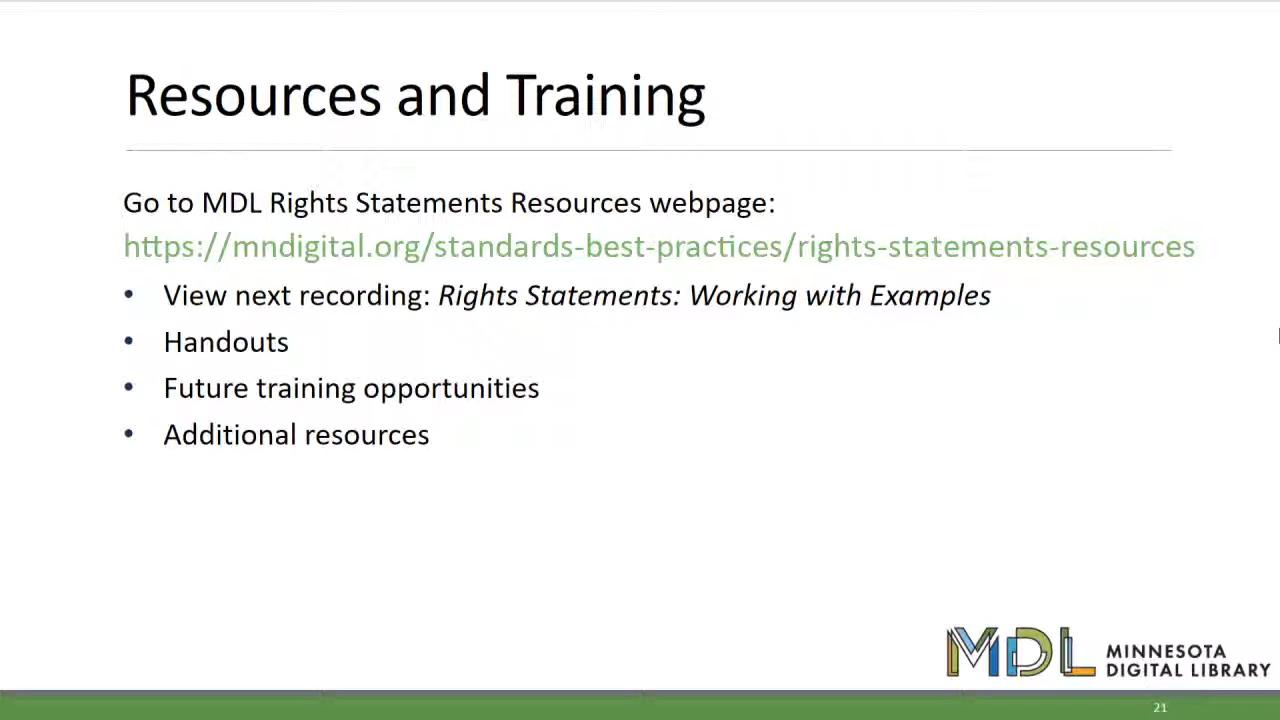 Resources and Training
Go to MDL Rights Statements Resources webpage:
https://mndigital.org/standards-best-practices/rights-statements-resources
• View next recording: Rights Statements: Working with Examples
• Handouts
• Future training opportunities
• Additional resources
MDL MINNESOTA
DIGITAL LIBRARY
21